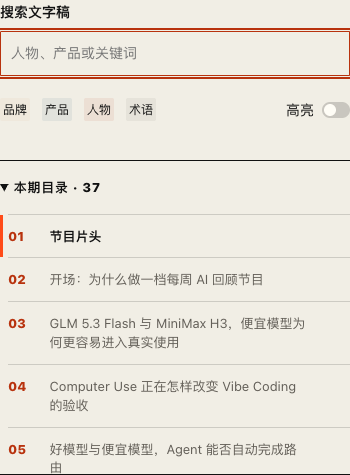 搜索文字稿
人物、产品或关键词
品牌 产品 人物 术语 高亮
▼ 本期目录 · 37
01 节目片头
02 开场：为什么做一档每周 AI 回顾节目
03 GLM 5.3 Flash 与 MiniMax H3，便宜模型为
何更容易进入真实使用
04 Computer Use 正在怎样改变 Vibe Coding
的验收
05 好模型与便宜模型，Agent 能否自动完成路
由